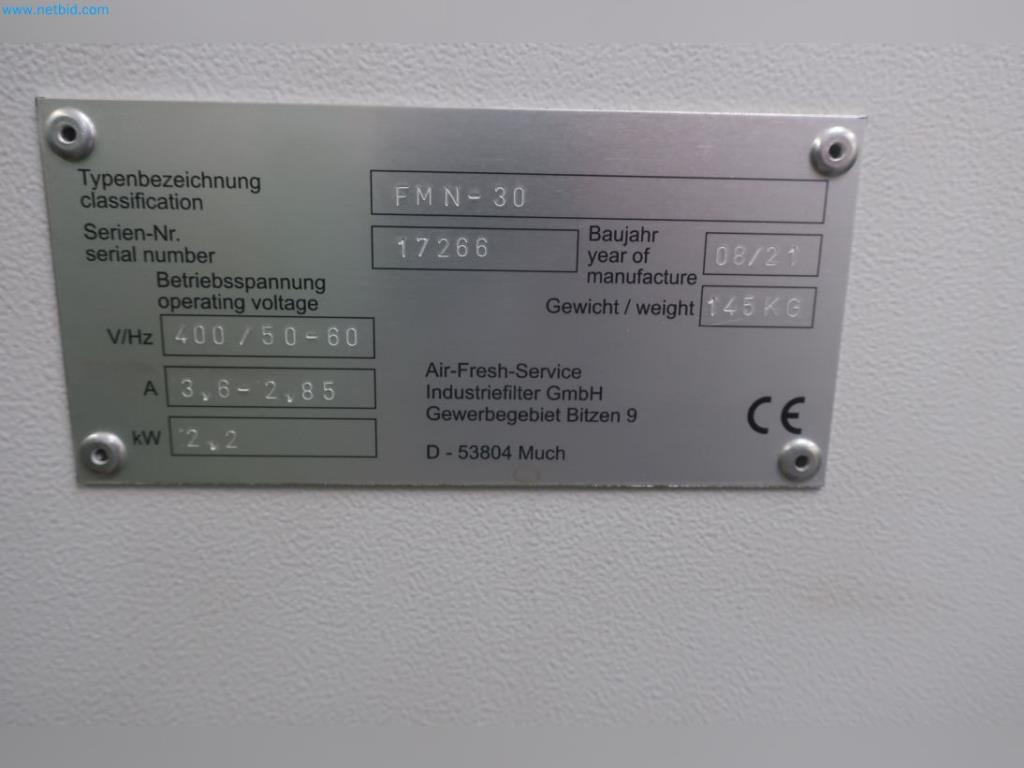 www.netbid.com
Typenbezeichnung
classification
FMN-30
Serien-Nr.
serial number
17266
Baujahr
year of
manufacture
08/21
Betriebsspannung
operating voltage
Gewicht / weight
145KG
V/Hz
400/50-60
A
3,6-2,85
kW
2,2
Air-Fresh-Service
Industriefilter GmbH
Gewerbegebiet Bitzen 9
D - 53804 Much
CE